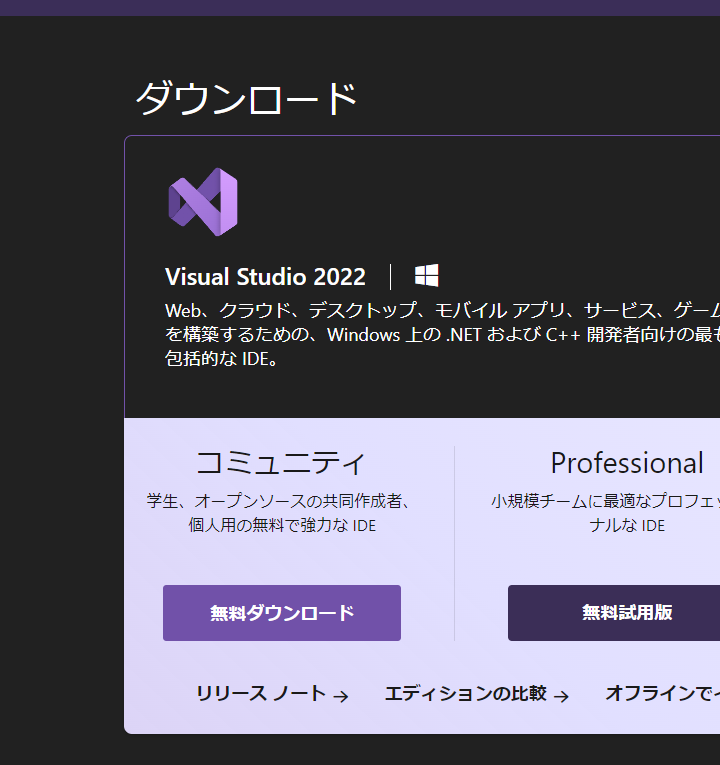 ダウンロード
Visual Studio 2022
Web、クラウド、デスクトップ、モバイル アプリ、サービス、ゲーム
を構築するための、Windows 上の .NET および C++ 開発者向けの最も
包括的な IDE。
コミュニティ
学生、オープンソースの共同作成者、
個人用の無料で強力な IDE
無料ダウンロード
Professional
小規模チームに最適なプロフェッ
ナルな IDE
無料試用版
リリース ノート →
エディションの比較 →
オフラインで